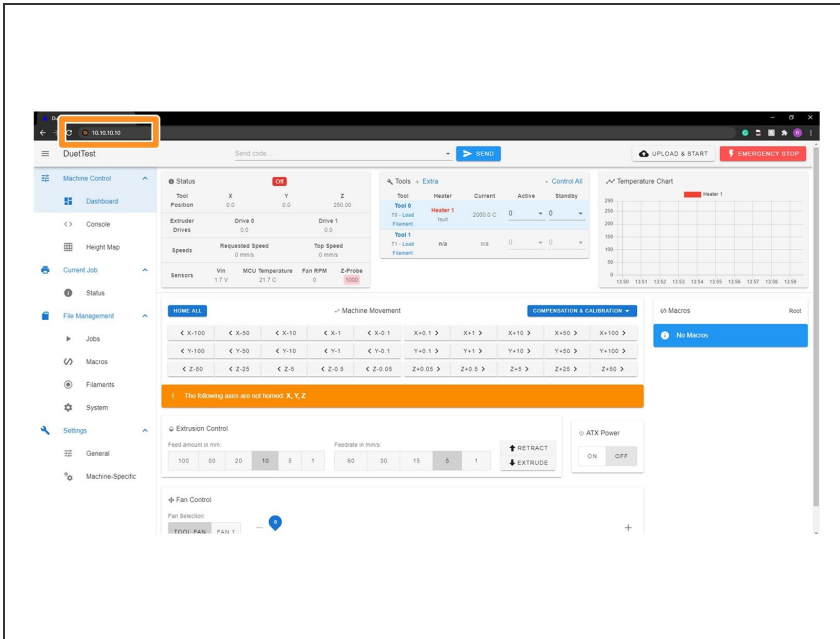 Du
10.10.10.10
DuetTest
Send code
SEND
UPLOAD & START
EMERGENCY STOP
Machine Control
Dashboard
Console
Height Map
Current Job
Status
File Management
Jobs
Macros
Filaments
System
Settings
General
Machine-Specific
Status Off
Tool Position X Y Z
0.0 0.0 250.00
Extruder Drives Drive 0 Drive 1
0.0 0.0
Speeds Requested Speed Top Speed
0 mm/s 0 mm/s
Sensors Vin MCU Temperature Fan RPM Z-Probe
1.7 V 21.7 C 0 1000
Tools + Extra Control All
Tool Heater Current Active Standby
Tool 0
T0 - Load Filament
Heater 1
fault
2000.0 C 0 0
Tool 1
T1 - Load Filament
n/a n/a 0 0
Temperature Chart
Heater 1
250
200
150
100
50
0
13:50 13:51 13:52 13:53 13:54 13:55 13:56 13:57 13:58 13:59
HOME ALL Machine Movement COMPENSATION & CALIBRATION
X-100 X-50 X-10 X-1 X-0.1 X+0.1 X+1 X+10 X+50 X+100
Y-100 Y-50 Y-10 Y-1 Y-0.1 Y+0.1 Y+1 Y+10 Y+50 Y+100
Z-50 Z-25 Z-5 Z-0.5 Z-0.05 Z+0.05 Z+0.5 Z+5 Z+25 Z+50
! The following axes are not homed: X, Y, Z
Macros Root
No Macros
Extrusion Control
Feed amount in mm:
100 50 20 10 5 1
Feedrate in mm/s:
60 30 15 5 1
RETRACT
EXTRUDE
ATX Power
ON OFF
Fan Control
Fan Selection:
TOOL FAN FAN 1
0